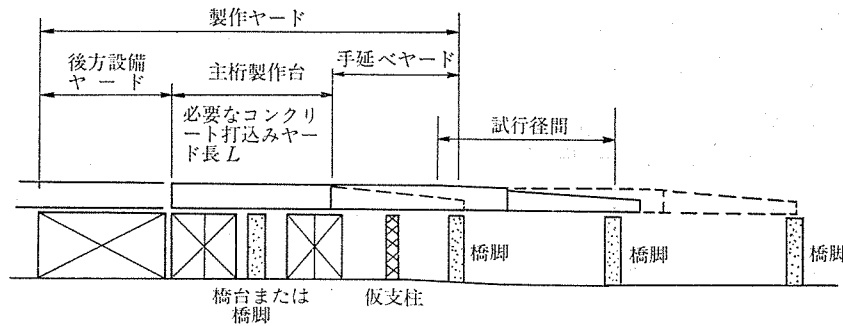 製作ヤード
後方設備
ヤード
主桁製作台
手延べヤード
必要なコンクリ
ート打込みヤー
ド長 L
試行径間
橋脚
橋脚
橋脚
橋台または
橋脚
仮支柱